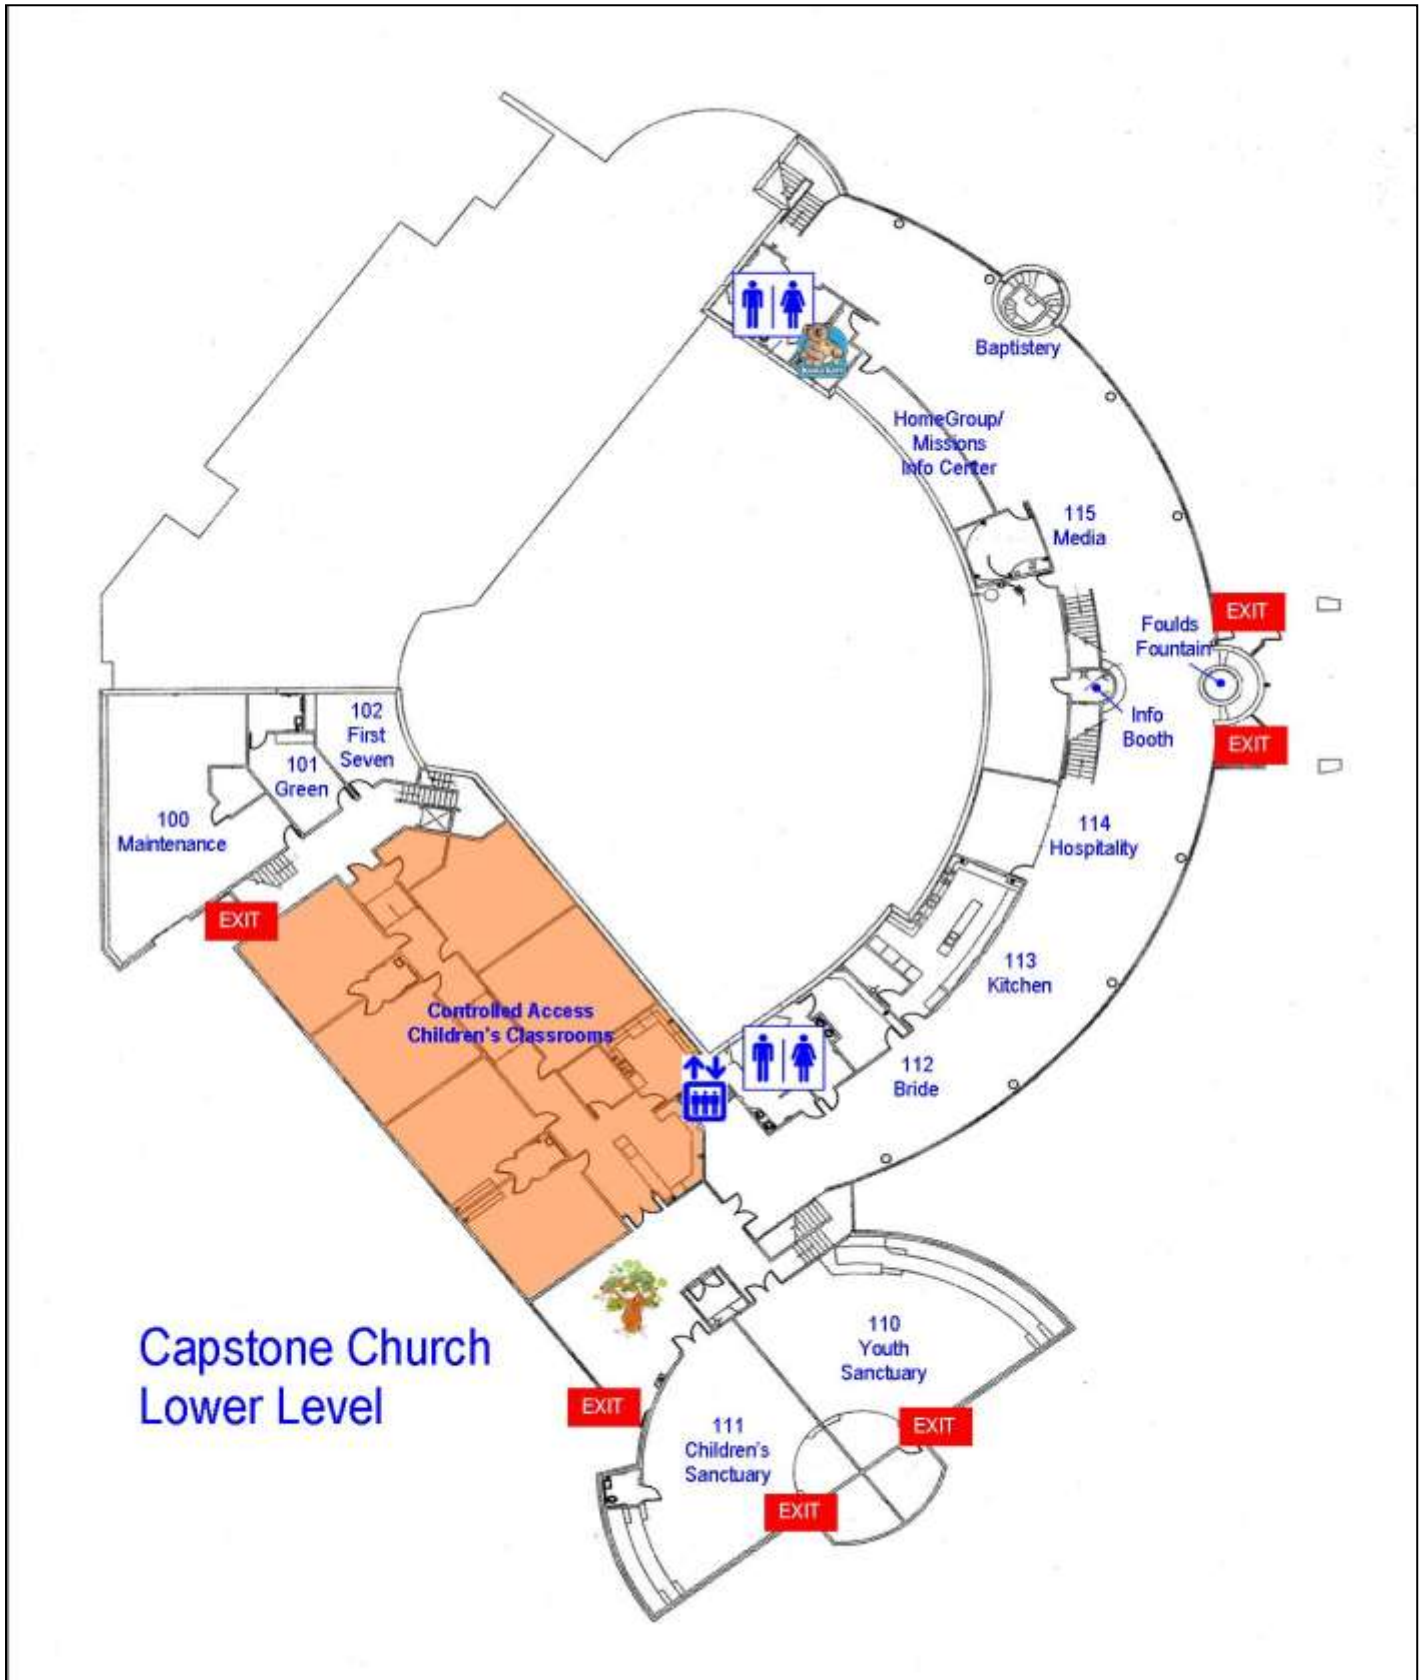 Baptistery
HomeGroup/
Missions
Info Center
115
Media
EXIT
Foulds
Fountain
Info
Booth
EXIT
102
First
Seven
101
Green
100
Maintenance
114
Hospitality
EXIT
113
Kitchen
Controlled Access
Children's Classrooms
112
Bride
Capstone Church
Lower Level
110
Youth
Sanctuary
EXIT
EXIT
111
Children's
Sanctuary
EXIT